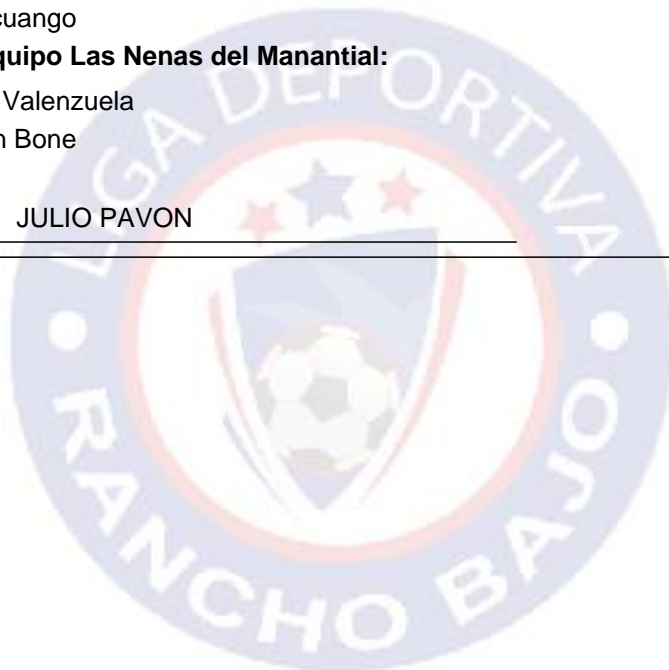 cuango
quipo Las Nenas del Manantial:
Valenzuela
n Bone
JULIO PAVON
LIGA DEPORTIVA
RANCHO BAJO